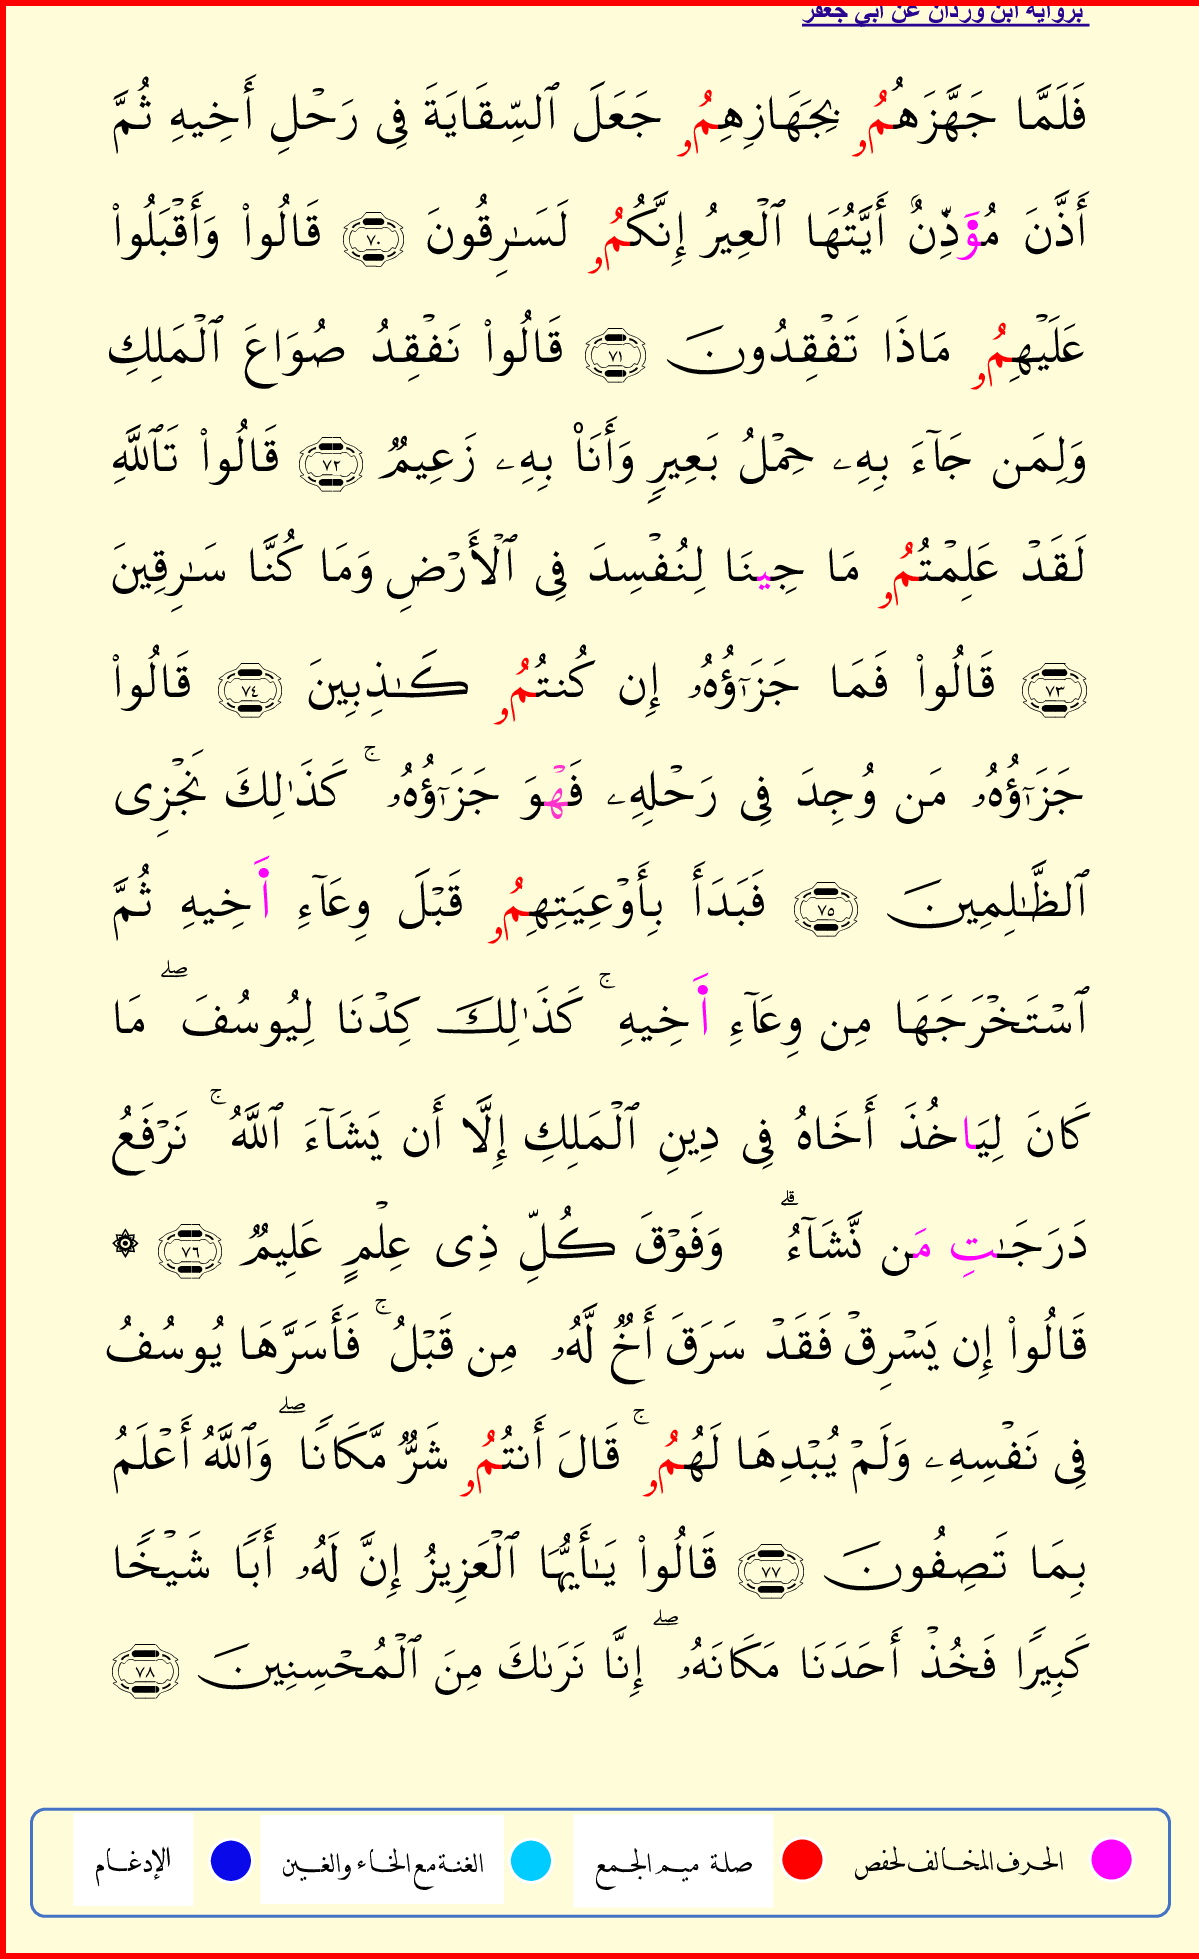 برواية ابن وردان عن أبي جعفر
فَلَمَّا جَهَّزَهُمُۥ بِجَهَازِهِمُۥ جَعَلَ ٱلسِّقَايَةَ فِى رَحۡلِ أَخِيهِ ثُمَّ
أَذَّنَ مُؤَذِّنٌ أَيَّتُهَا ٱلۡعِيرُ إِنَّكُمُۥ لَسَـٰرِقُونَ ٧٠ قَالُوا۟ وَأَقۡبَلُوا۟
عَلَيۡهِمُۥ مَاذَا تَفۡقِدُونَ ٧١ قَالُوا۟ نَفۡقِدُ صُوَاعَ ٱلۡمَلِكِ
وَلِمَن جَآءَ بِهِۦ حِمۡلُ بَعِيرٍ وَأَنَا۟ بِهِۦ زَعِيمٌ ٧٢ قَالُوا۟ تَٱللَّهِ
لَقَدۡ عَلِمۡتُمُۥ مَا جِينَا لِنُفۡسِدَ فِى ٱلۡأَرۡضِ وَمَا كُنَّا سَـٰرِقِينَ
٧٣ قَالُوا۟ فَمَا جَزَـٰٓؤُهُۥ إِن كُنتُمُۥ كَـٰذِبِينَ ٧٤ قَالُوا۟
جَزَـٰٓؤُهُۥ مَن وُجِدَ فِى رَحۡلِهِۦ فَهۡوَ جَزَـٰٓؤُهُۥ ۚ كَذَٰلِكَ نَجۡزِى
ٱلظَّـٰلِمِينَ ٧٥ فَبَدَأَ بِأَوۡعِيَتِهِمُۥ قَبۡلَ وِعَآءِ أَخِيهِ ثُمَّ
ٱسۡتَخۡرَجَهَا مِن وِعَآءِ أَخِيهِ ۚ كَذَٰلِكَ كِدۡنَا لِيُوسُفَ ۖ مَا
كَانَ لِيَاخُذَ أَخَاهُ فِى دِينِ ٱلۡمَلِكِ إِلَّا أَن يَشَآءَ ٱللَّهُ ۚ نَرۡفَعُ
دَرَجَـٰتِ مَن نَّشَآءُ ۗ وَفَوۡقَ كُلِّ ذِى عِلۡمٍ عَلِيمٌ ٧٦ ۞
قَالُوا۟ إِن يَسۡرِقۡ فَقَدۡ سَرَقَ أَخٌ لَّهُۥ مِن قَبۡلُ ۚ فَأَسَرَّهَا يُوسُفُ
فِى نَفۡسِهِۦ وَلَمۡ يُبۡدِهَا لَهُمُۥ ۚ قَالَ أَنتُمُۥ شَرٌّ مَّكَانًا ۖ وَٱللَّهُ أَعۡلَمُ
بِمَا تَصِفُونَ ٧٧ قَالُوا۟ يَـٰٓأَيُّهَا ٱلۡعَزِيزُ إِنَّ لَهُۥ أَبًا شَيۡخًا
كَبِيرًا فَخُذۡ أَحَدَنَا مَكَانَهُۥ ۖ إِنَّا نَرَىٰكَ مِنَ ٱلۡمُحۡسِنِينَ ٧٨
الحرف المخالف لحفص صلة ميم الجمع الغنة مع الخاء والغين الإدغام